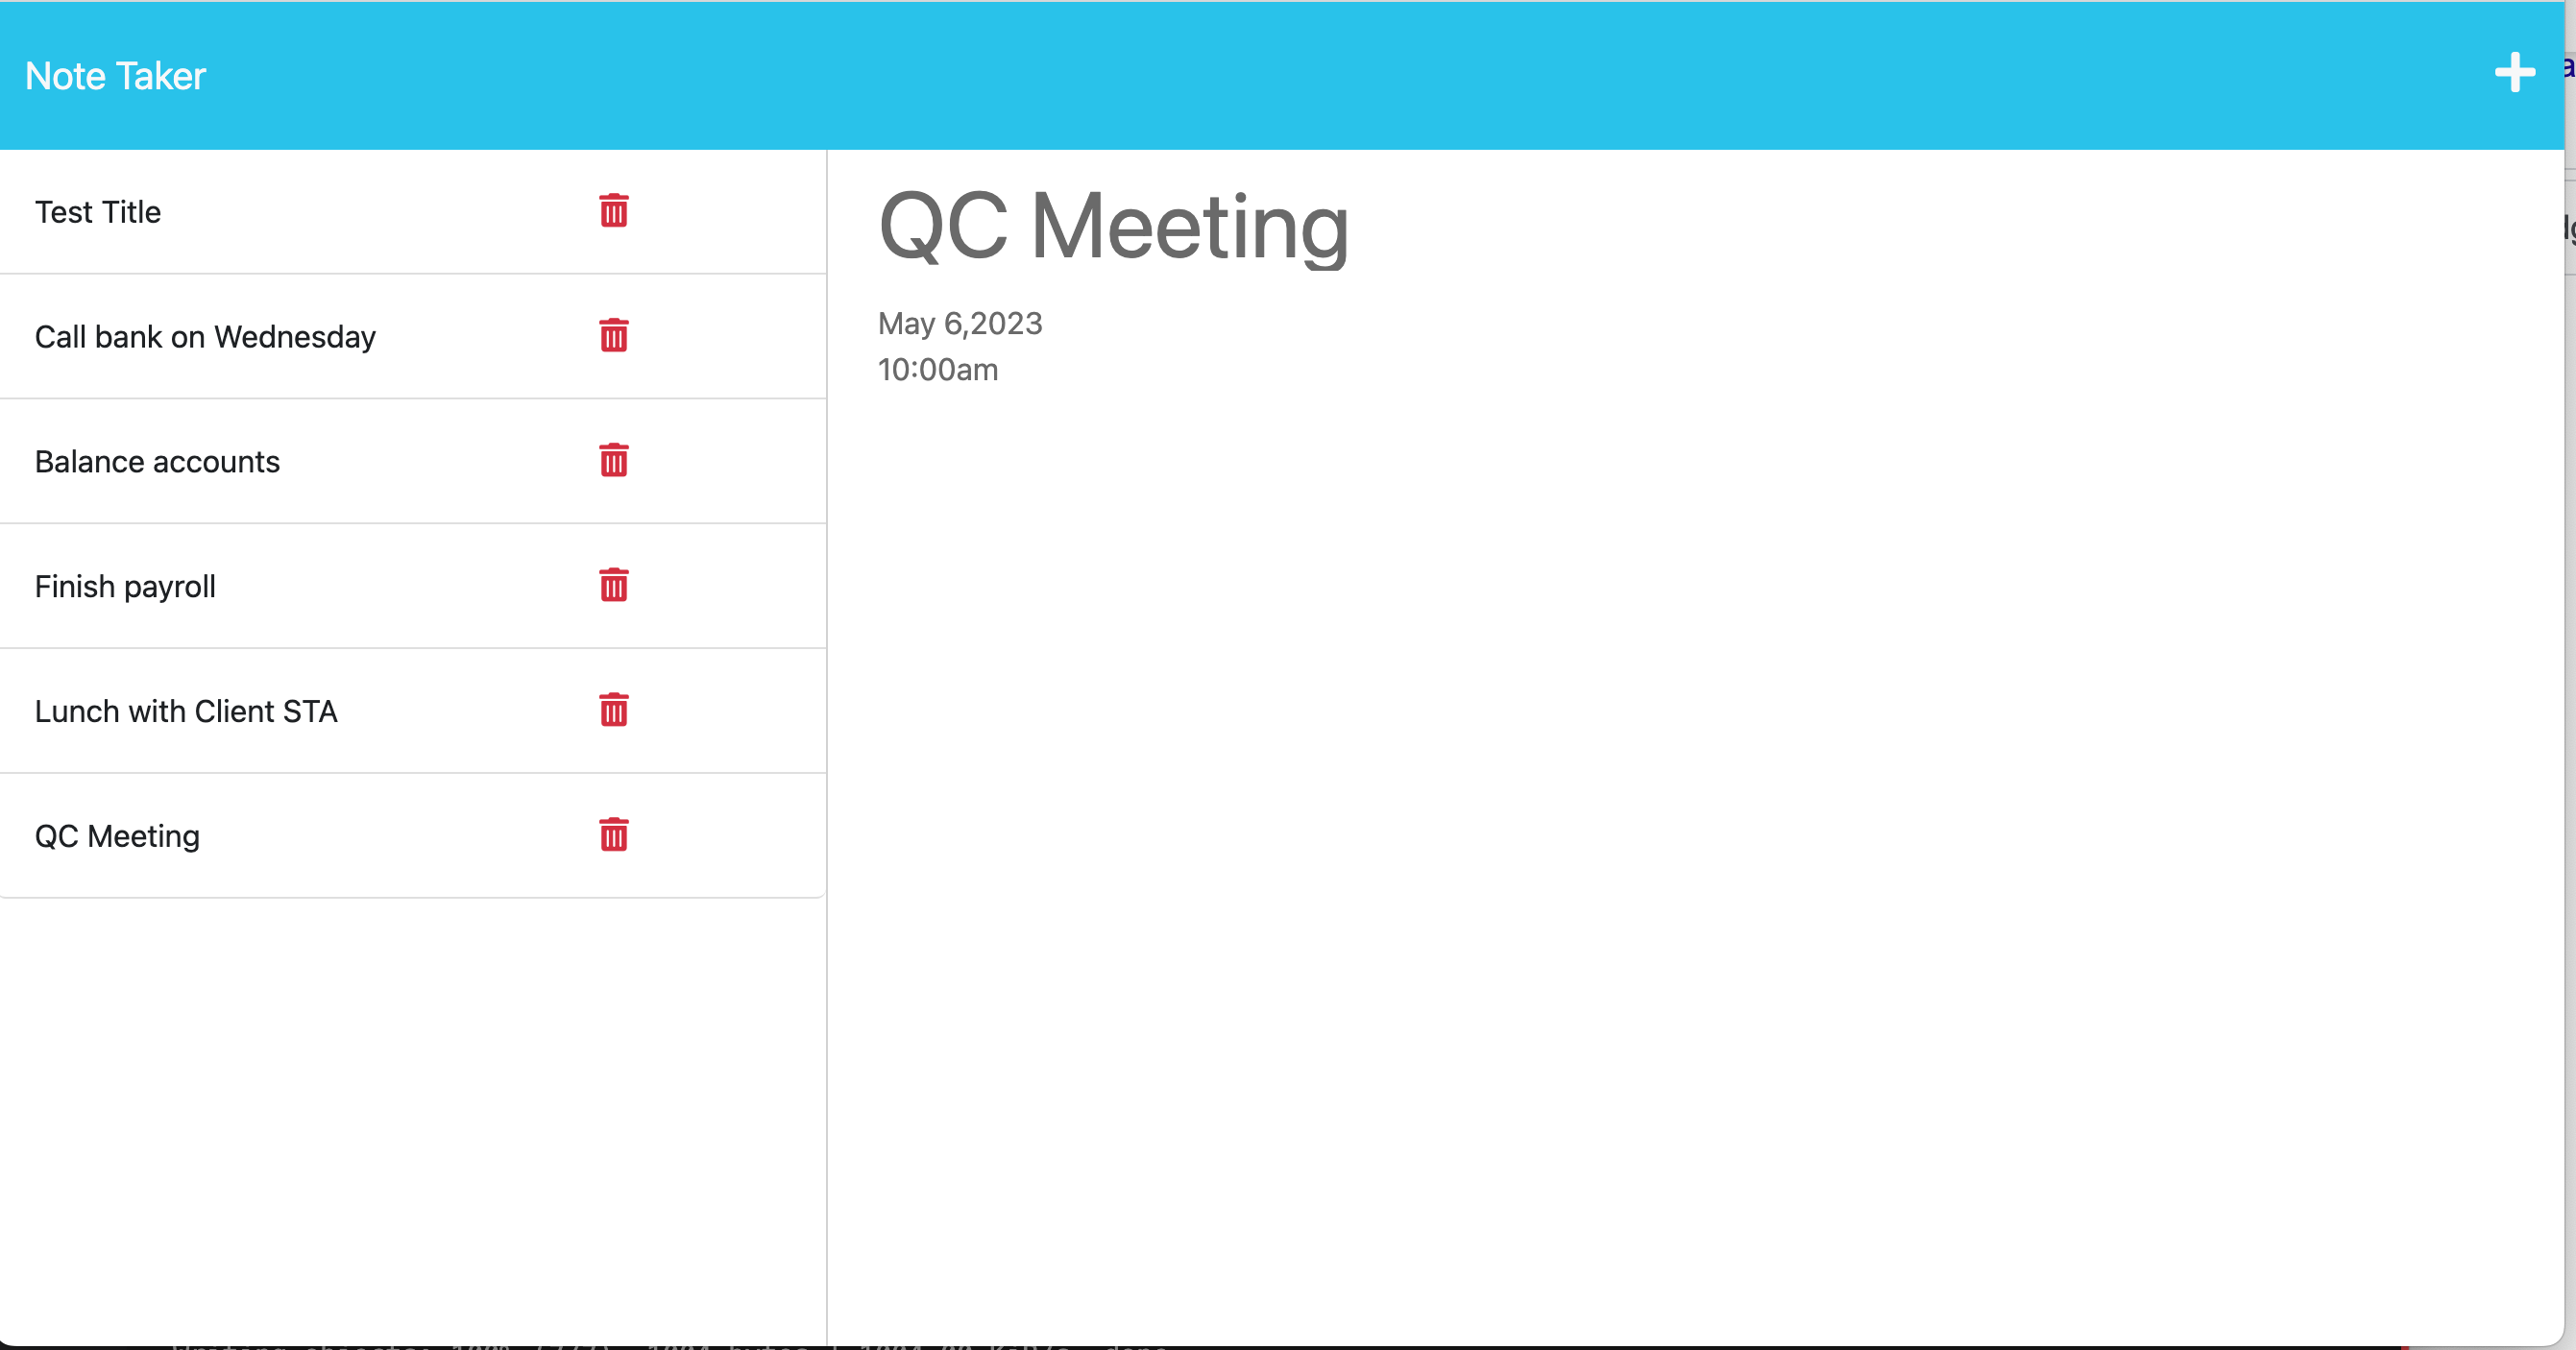 Note Taker
Test Title
Call bank on Wednesday
Balance accounts
Finish payroll
Lunch with Client STA
QC Meeting
QC Meeting
May 6,2023
10:00am